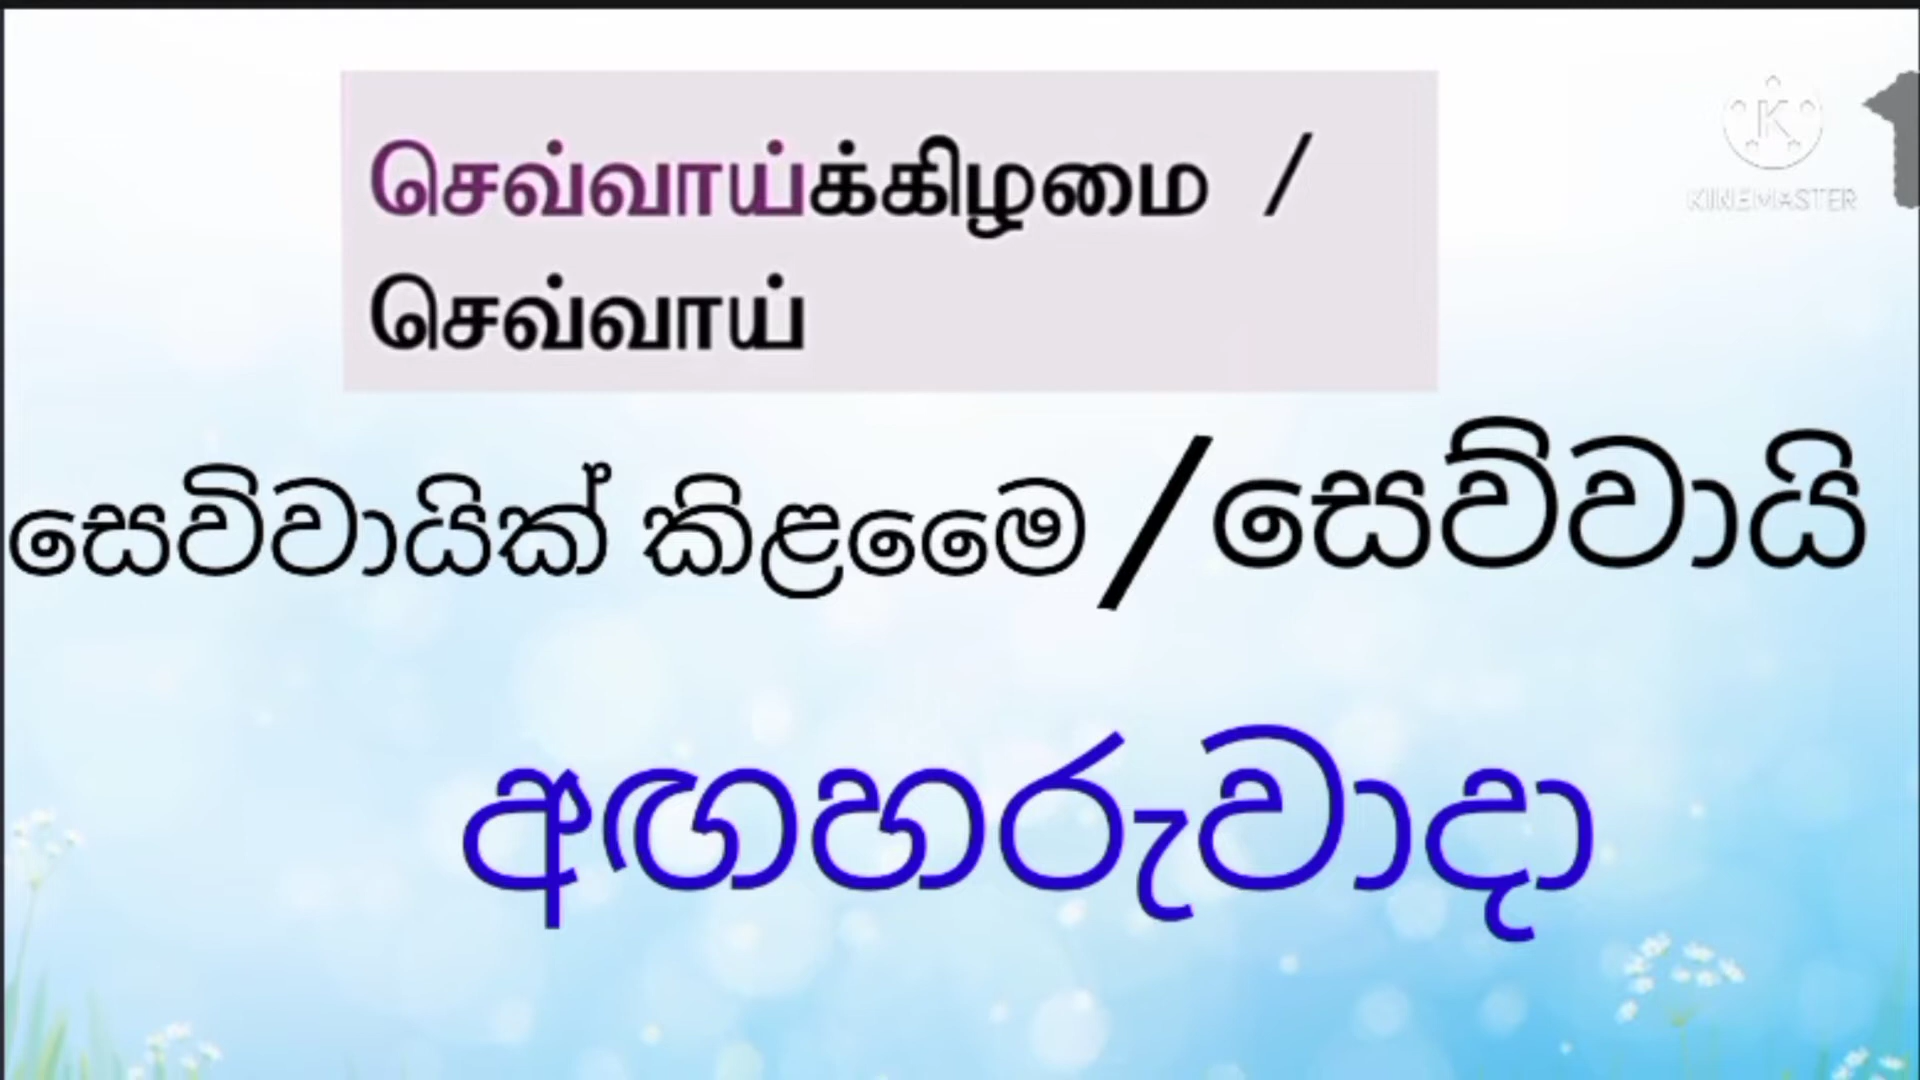 செவ்வாய்க்கிழமை /
செவ்வாய்
සෙව්වායික් කිළමෛ/සෙව්වායි
අඟහරුවාදා
KINEMASTER